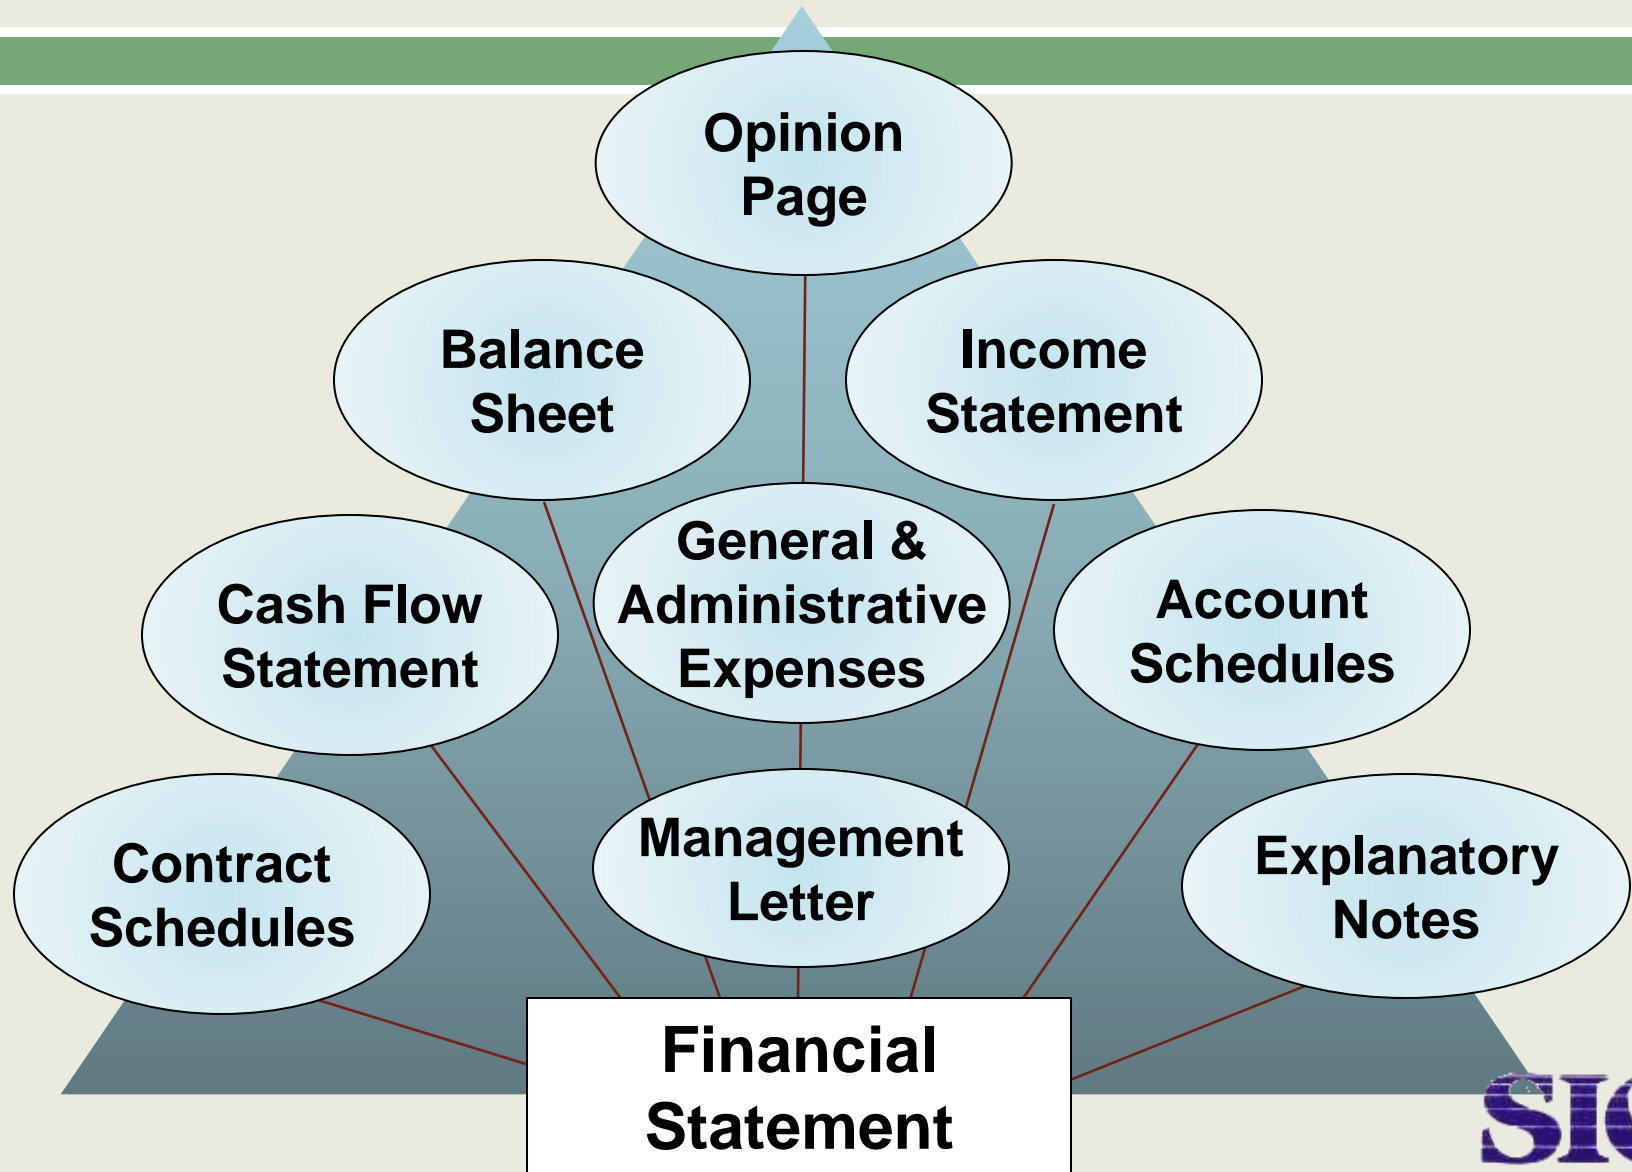 Opinion
Page
Balance
Sheet
Income
Statement
General &
Administrative
Expenses
Cash Flow
Statement
Account
Schedules
Management
Letter
Contract
Schedules
Explanatory
Notes
Financial
Statement